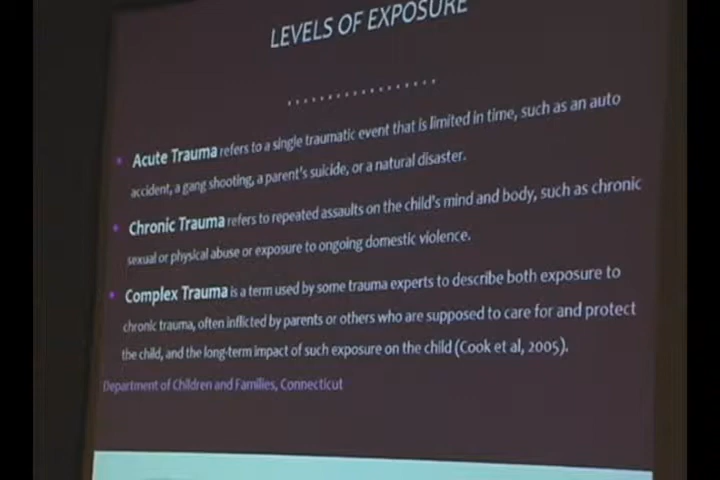 LEVELS OF EXPOSURE
Acute Trauma refers to a single traumatic event that is limited in time, such as an auto
accident, a gang shooting, a parent's suicide, or a natural disaster.
Chronic Trauma refers to repeated assaults on the child's mind and body, such as chronic
sexual or physical abuse or exposure to ongoing domestic violence.
Complex Trauma is a term used by some trauma experts to describe both exposure to
chronic trauma, often inflicted by parents or others who are supposed to care for and protect
the child, and the long-term impact of such exposure on the child (Cook et al, 2005).
Department of Children and Families, Connecticut